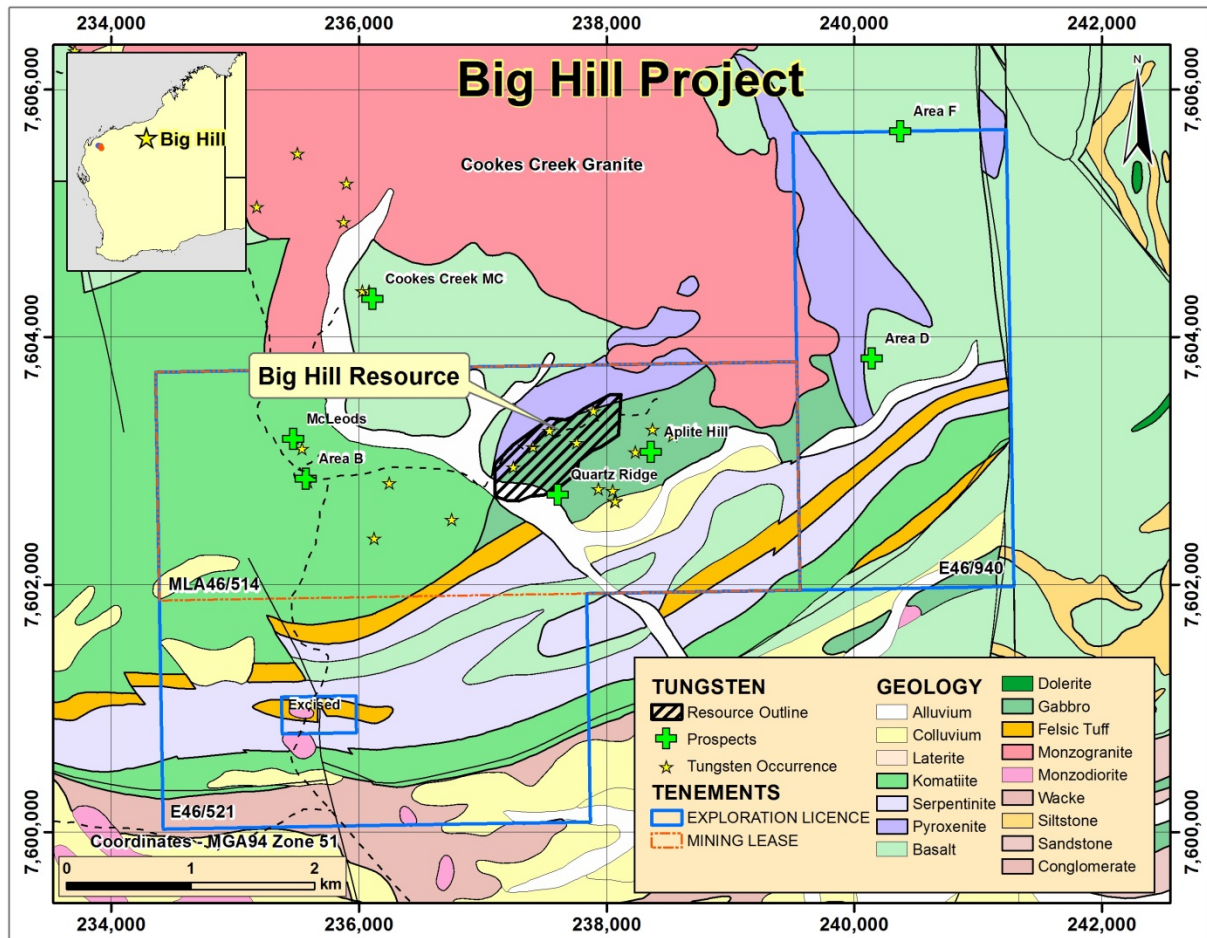 234,000
236,000
238,000
240,000
242,000
Big Hill Project
N
7,606,000
7,606,000
Big Hill
Area F
Cookes Creek Granite
Cookes Creek MC
7,604,000
7,604,000
Area D
Big Hill Resource
McLeods
Aplite Hill
Area B
Quartz Ridge
MLA46/514
E46/940
7,602,000
7,602,000
Excised
E46/521
7,600,000
7,600,000
Coordinates - MGA94 Zone 51
0 1 2
km
TUNGSTEN
Resource Outline
Prospects
Tungsten Occurrence
TENEMENTS
EXPLORATION LICENCE
MINING LEASE
GEOLOGY
Alluvium
Colluvium
Laterite
Komatiite
Serpentinite
Pyroxenite
Basalt
Dolerite
Gabbro
Felsic Tuff
Monzogranite
Monzodiorite
Wacke
Siltstone
Sandstone
Conglomerate
234,000
236,000
238,000
240,000
242,000